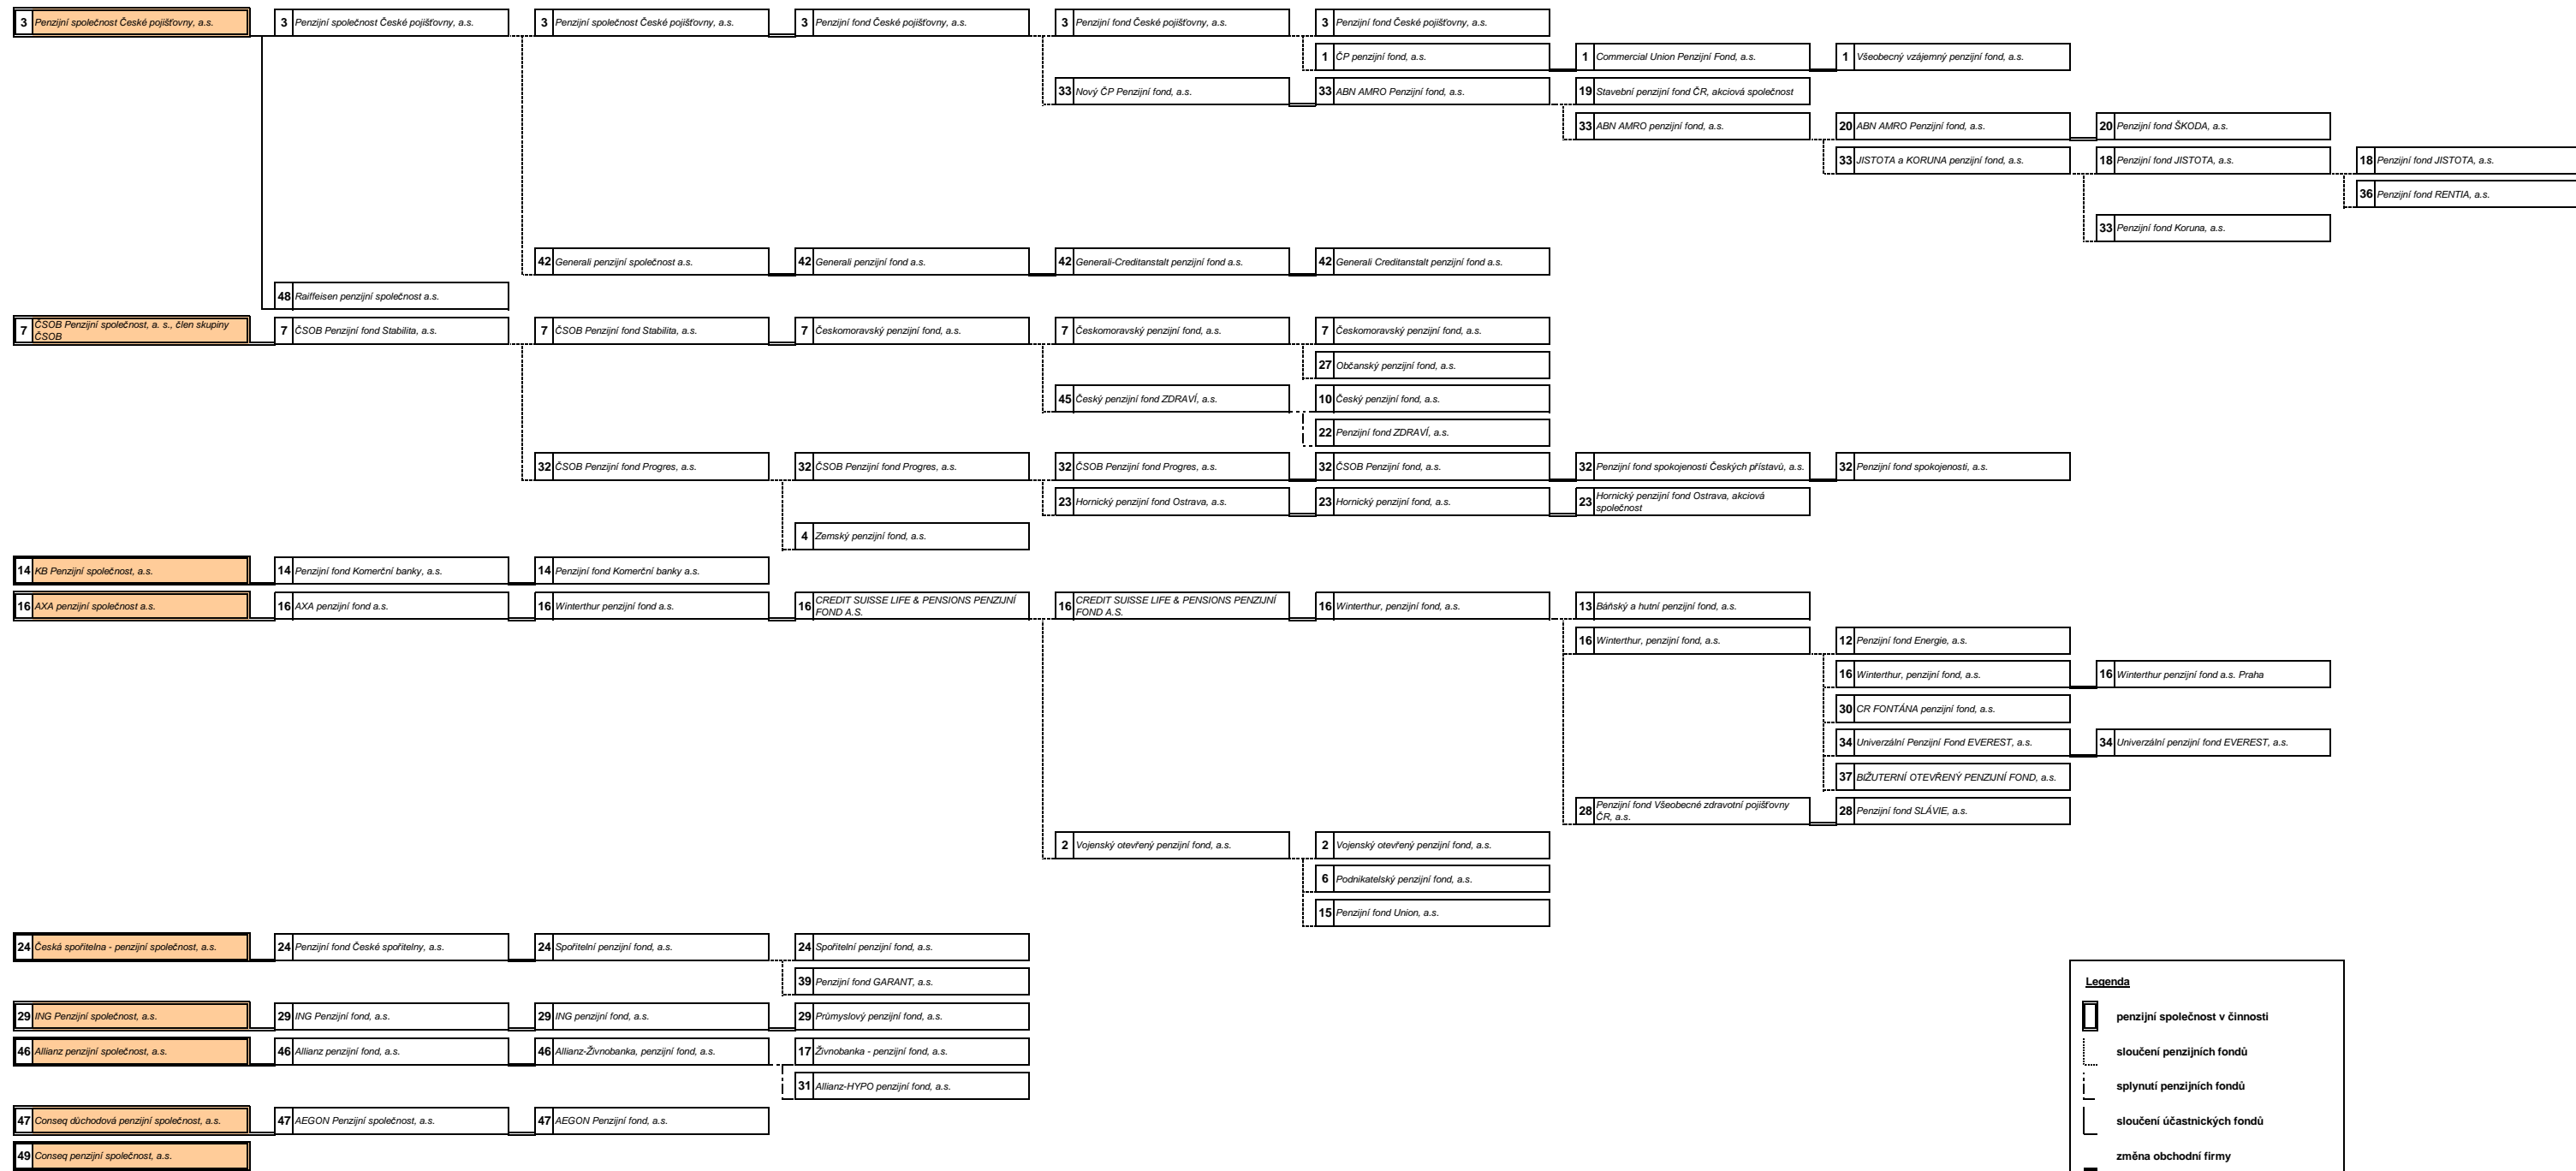 3 Penzijní společnost České pojišťovny, a.s. 3 Penzijní společnost České pojišťovny, a.s. 3 Penzijní společnost České pojišťovny, a.s. 3 Penzijní fond České pojišťovny, a.s. 3 Penzijní fond České pojišťovny, a.s. 3 Penzijní fond České pojišťovny, a.s.
1 ČP penzijní fond, a.s. 1 Commercial Union Penzijní Fond, a.s. 1 Všeobecný vzájemný penzijní fond, a.s.
33 Nový ČP Penzijní fond, a.s. 33 ABN AMRO Penzijní fond, a.s. 19 Stavební penzijní fond ČR, akciová společnost
33 ABN AMRO penzijní fond, a.s. 20 ABN AMRO Penzijní fond, a.s. 20 Penzijní fond ŠKODA, a.s.
33 JISTOTA a KORUNA penzijní fond, a.s. 18 Penzijní fond JISTOTA, a.s. 18 Penzijní fond JISTOTA, a.s.
36 Penzijní fond RENTIA, a.s.
33 Penzijní fond Koruna, a.s.
42 Generali penzijní společnost a.s. 42 Generali penzijní fond a.s. 42 Generali-Creditanstalt penzijní fond a.s. 42 Generali Creditanstalt penzijní fond a.s.
48 Raiffeisen penzijní společnost a.s.
7 ČSOB Penzijní společnost, a. s., člen skupiny
ČSOB
7 ČSOB Penzijní fond Stabilita, a.s. 7 ČSOB Penzijní fond Stabilita, a.s. 7 Českomoravský penzijní fond, a.s. 7 Českomoravský penzijní fond, a.s. 7 Českomoravský penzijní fond, a.s.
27 Občanský penzijní fond, a.s.
45 Český penzijní fond ZDRAVÍ, a.s. 10 Český penzijní fond, a.s.
22 Penzijní fond ZDRAVÍ, a.s.
32 ČSOB Penzijní fond Progres, a.s. 32 ČSOB Penzijní fond Progres, a.s. 32 ČSOB Penzijní fond Progres, a.s. 32 ČSOB Penzijní fond, a.s. 32 Penzijní fond spokojenosti Českých přístavů, a.s. 32 Penzijní fond spokojenosti, a.s.
23 Hornický penzijní fond Ostrava, a.s. 23 Hornický penzijní fond, a.s. 23 Hornický penzijní fond Ostrava, akciová
společnost
4 Zemský penzijní fond, a.s.
14 KB Penzijní společnost, a.s. 14 Penzijní fond Komerční banky, a.s. 14 Penzijní fond Komerční banky a.s.
16 AXA penzijní společnost a.s. 16 AXA penzijní fond a.s. 16 Winterthur penzijní fond a.s. 16 CREDIT SUISSE LIFE & PENSIONS PENZIJNÍ
FOND A.S.
16 CREDIT SUISSE LIFE & PENSIONS PENZIJNÍ
FOND A.S.
16 Winterthur, penzijní fond, a.s. 13 Báňský a hutní penzijní fond, a.s.
16 Winterthur, penzijní fond, a.s. 12 Penzijní fond Energie, a.s.
16 Winterthur, penzijní fond, a.s. 16 Winterthur penzijní fond a.s. Praha
30 CR FONTÁNA penzijní fond, a.s.
34 Univerzální Penzijní Fond EVEREST, a.s. 34 Univerzální penzijní fond EVEREST, a.s.
37 BIŽUTERNÍ OTEVŘENÝ PENZIJNÍ FOND, a.s.
28 Penzijní fond Všeobecné zdravotní pojišťovny
ČR, a.s.
28 Penzijní fond SLÁVIE, a.s.
2 Vojenský otevřený penzijní fond, a.s. 2 Vojenský otevřený penzijní fond, a.s.
6 Podnikatelský penzijní fond, a.s.
15 Penzijní fond Union, a.s.
24 Česká spořitelna - penzijní společnost, a.s. 24 Penzijní fond České spořitelny, a.s. 24 Spořitelní penzijní fond, a.s. 24 Spořitelní penzijní fond, a.s.
39 Penzijní fond GARANT, a.s.
29 ING Penzijní společnost, a.s. 29 ING Penzijní fond, a.s. 29 ING penzijní fond, a.s. 29 Průmyslový penzijní fond, a.s.
46 Allianz penzijní společnost, a.s. 46 Allianz penzijní fond, a.s. 46 Allianz-Živnobanka, penzijní fond, a.s. 17 Živnobanka - penzijní fond, a.s.
31 Allianz-HYPO penzijní fond, a.s.
47 Conseq důchodová penzijní společnost, a.s. 47 AEGON Penzijní společnost, a.s. 47 AEGON Penzijní fond, a.s.
49 Conseq penzijní společnost, a.s.
Legenda
penzijní společnost v činnosti
sloučení penzijních fondů
splynutí penzijních fondů
sloučení účastnických fondů
změna obchodní firmy